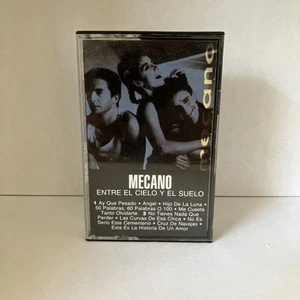 mecano
MECANO
ENTRE EL CIELO Y EL SUELO
1 Ay Que Pesado • Angel • Hijo De La Luna •
50 Palabras, 60 Palabras O 100 • Me Cuesta
Tanto Olvidarte 2 No Tienes Nada Que
Perder • Las Curvas De Esa Chica • No Es
Serio Este Cementerio • Cruz De Navajas •
Esta Es La Historia De Un Amor